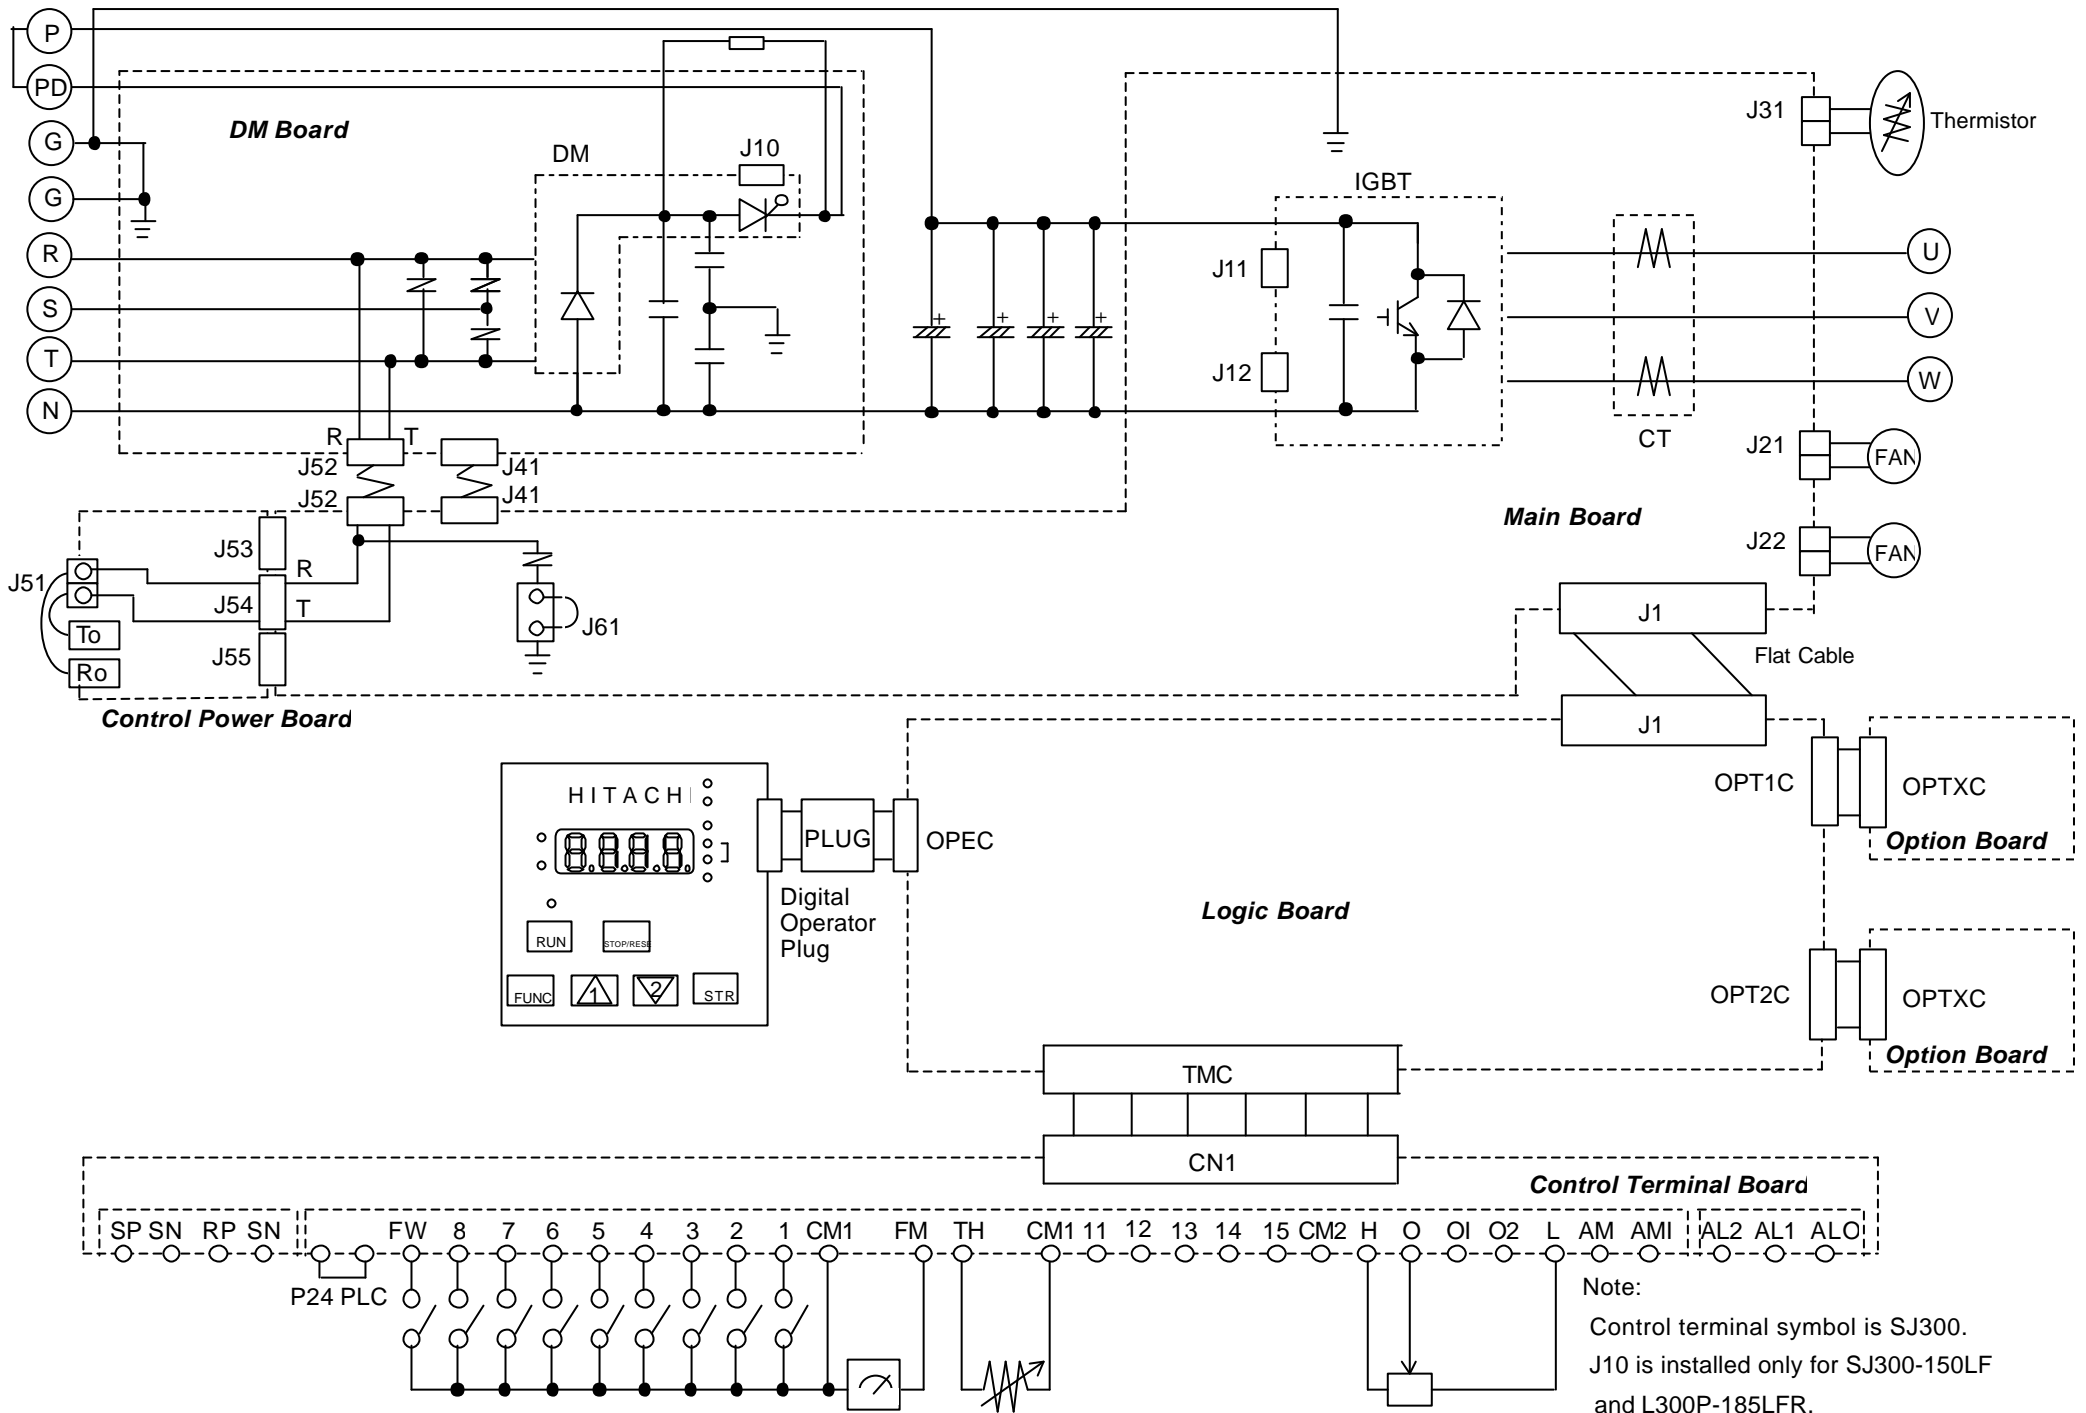 P
PD
G
G
R
S
T
N
DM Board
DM
J10
IGBT
J11
J12
J31
Thermistor
U
V
W
CT
J21
FAN
J22
FAN
Main Board
R
T
J52
J41
J52
J41
J53
R
J51
J54
T
To
J55
Ro
J61
Control Power Board
J1
Flat Cable
J1
HITACHI
PLUG
OPEC
Digital
Operator
Plug
RUN
STOP/RESE
FUNC
1
2
STR
Logic Board
OPT1C
OPTXC
Option Board
OPT2C
OPTXC
Option Board
TMC
CN1
Control Terminal Board
SP SN RP SN FW 8 7 6 5 4 3 2 1 CM1 FM TH CM1 11 12 13 14 15 CM2 H O OI O2 L AM AMI AL2 AL1 ALO
P24 PLC
Note:
Control terminal symbol is SJ300.
J10 is installed only for SJ300-150LF
and L300P-185LFR.